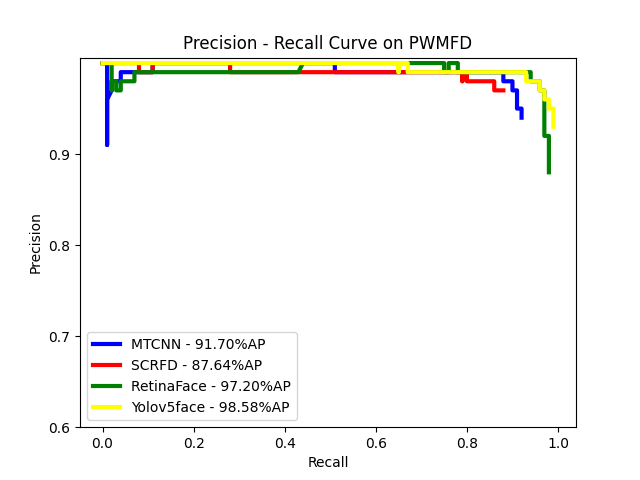 Precision - Recall Curve on PWMFD
Precision
0.9
0.8
0.7
0.6
MTCNN - 91.70%AP
SCRFD - 87.64%AP
RetinaFace - 97.20%AP
Yolov5face - 98.58%AP
0.0 0.2 0.4 0.6 0.8 1.0
Recall